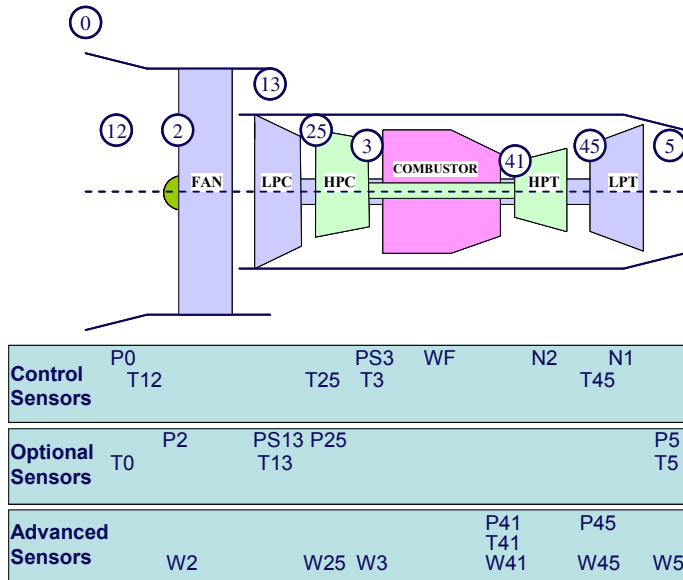 0
13
12
2
25
3
41
45
5
FAN
LPC
HPC
COMBUSTOR
HPT
LPT
Control Sensors
P0 PS3 WF N2 N1
T12 T25 T3 T45
Optional Sensors
P2 PS13 P25 P5
T0 T13 T5
Advanced Sensors
P41 P45
T41
W2 W25 W3 W41 W45 W5